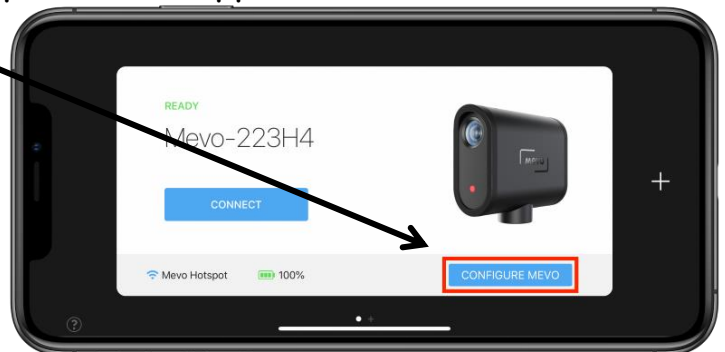 READY
Mevo-223H4
CONNECT
Mevo Hotspot 100%
CONFIGURE MEVO